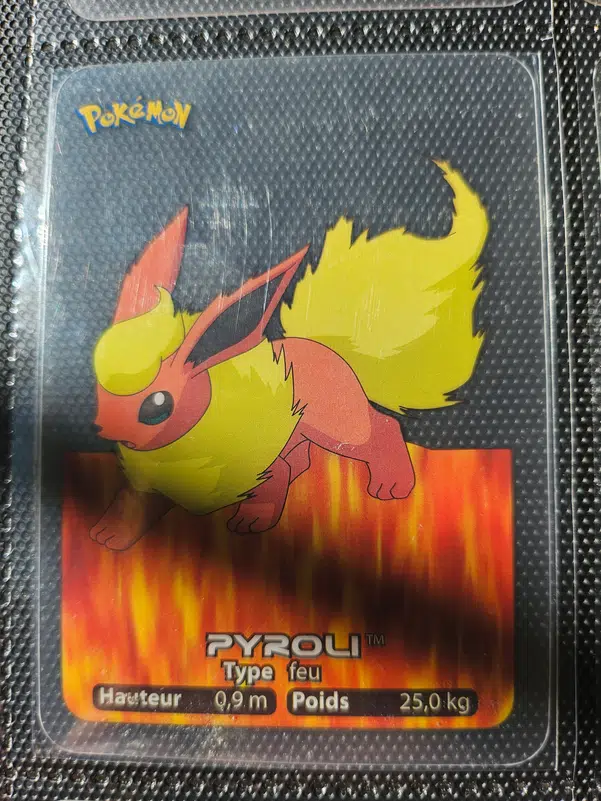 POKéMON
PYROLI™
Type feu
Hauteur 0,9 m Poids 25,0 kg